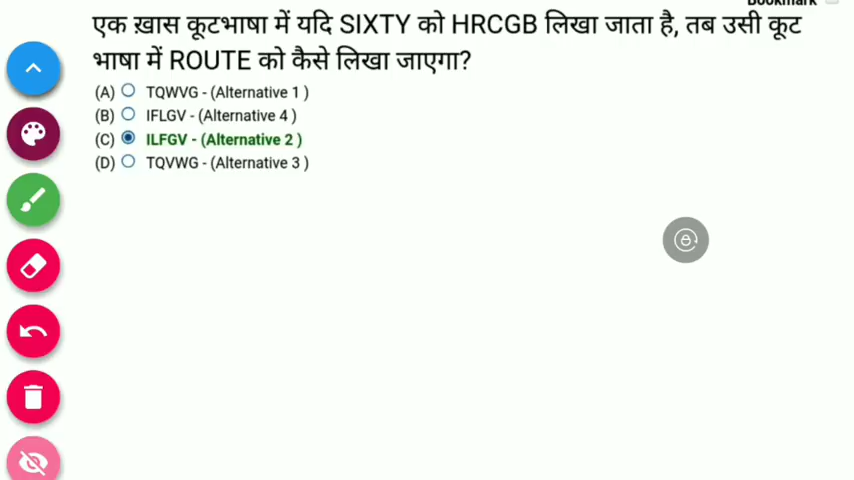 Bookmark
एक ख़ास कूटभाषा में यदि SIXTY को HRCGB लिखा जाता है, तब उसी कूट
भाषा में ROUTE को कैसे लिखा जाएगा?
(A) TQWVG - (Alternative 1 )
(B) IFLGV - (Alternative 4 )
(C) ILFGV - (Alternative 2 )
(D) TQVWG - (Alternative 3 )